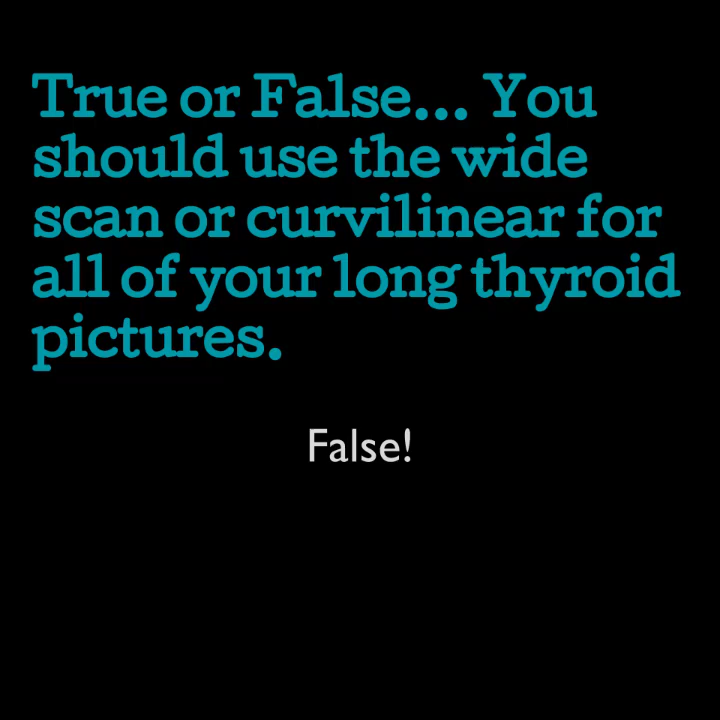 True or False... You
should use the wide
scan or curvilinear for
all of your long thyroid
pictures.
False!